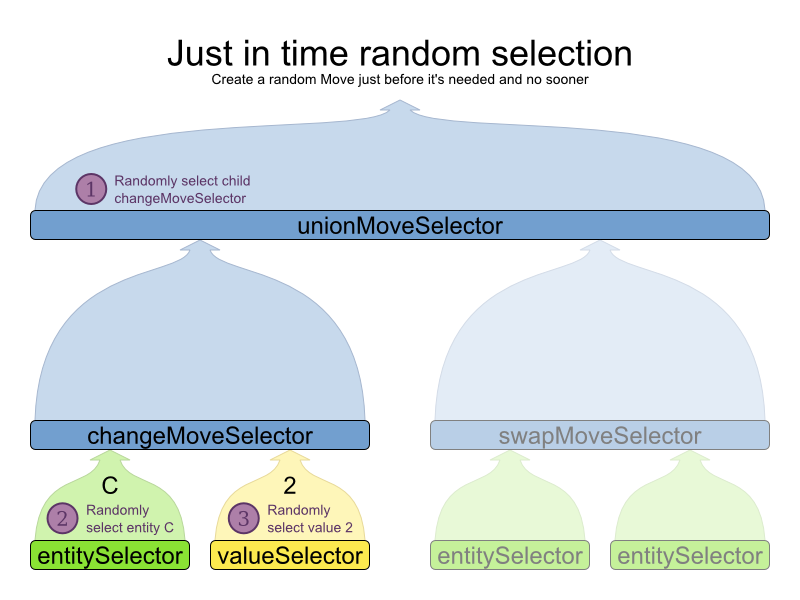 Just in time random selection
Create a random Move just before it's needed and no sooner
1
Randomly select child
changeMoveSelector
unionMoveSelector
changeMoveSelector
swapMoveSelector
C
2
2
Randomly
select entity C
3
Randomly
select value 2
entitySelector
valueSelector
entitySelector
entitySelector